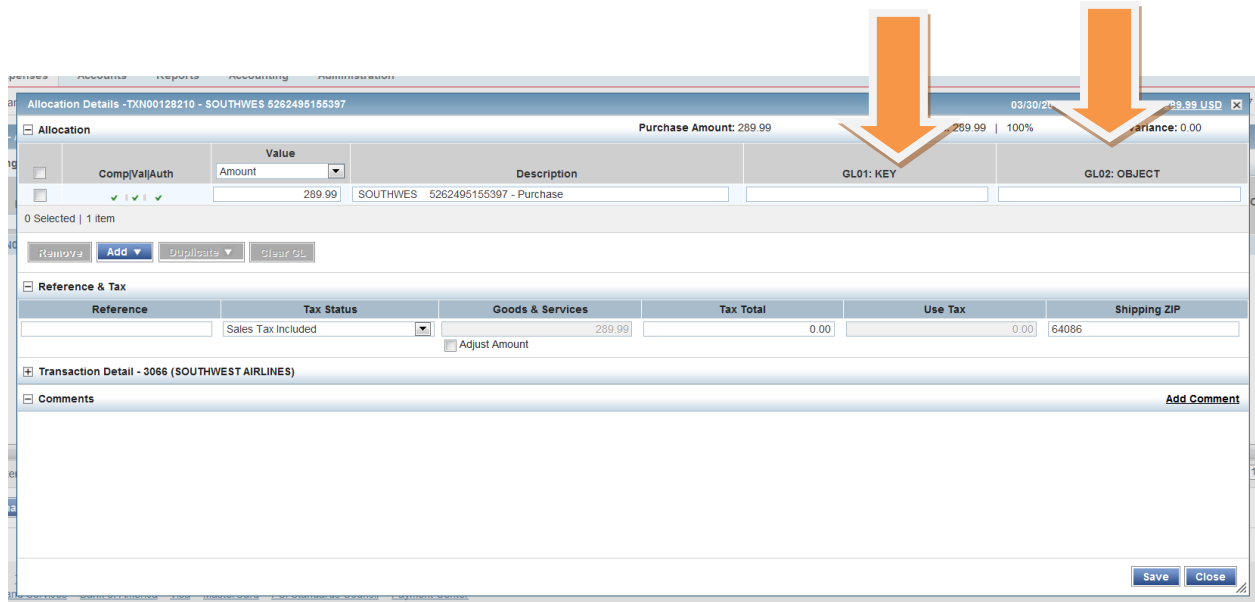 Accounts Reports Accounting Administration
Allocation Details -TXN00128210 - SOUTHWES 5262495155397 03/30/20 99.99 USD
Allocation Purchase Amount: 289.99 289.99 | 100% Variance: 0.00
Value
Comp|Val|Auth Amount Description GL01: KEY GL02: OBJECT
289.99 SOUTHWES 5262495155397 - Purchase
0 Selected | 1 item
Remove Add Duplicate Clear GL
Reference & Tax
Reference Tax Status Goods & Services Tax Total Use Tax Shipping ZIP
Sales Tax Included 289.99 0.00 0.00 64086
Adjust Amount
Transaction Detail - 3066 (SOUTHWEST AIRLINES)
Comments Add Comment
Save Close